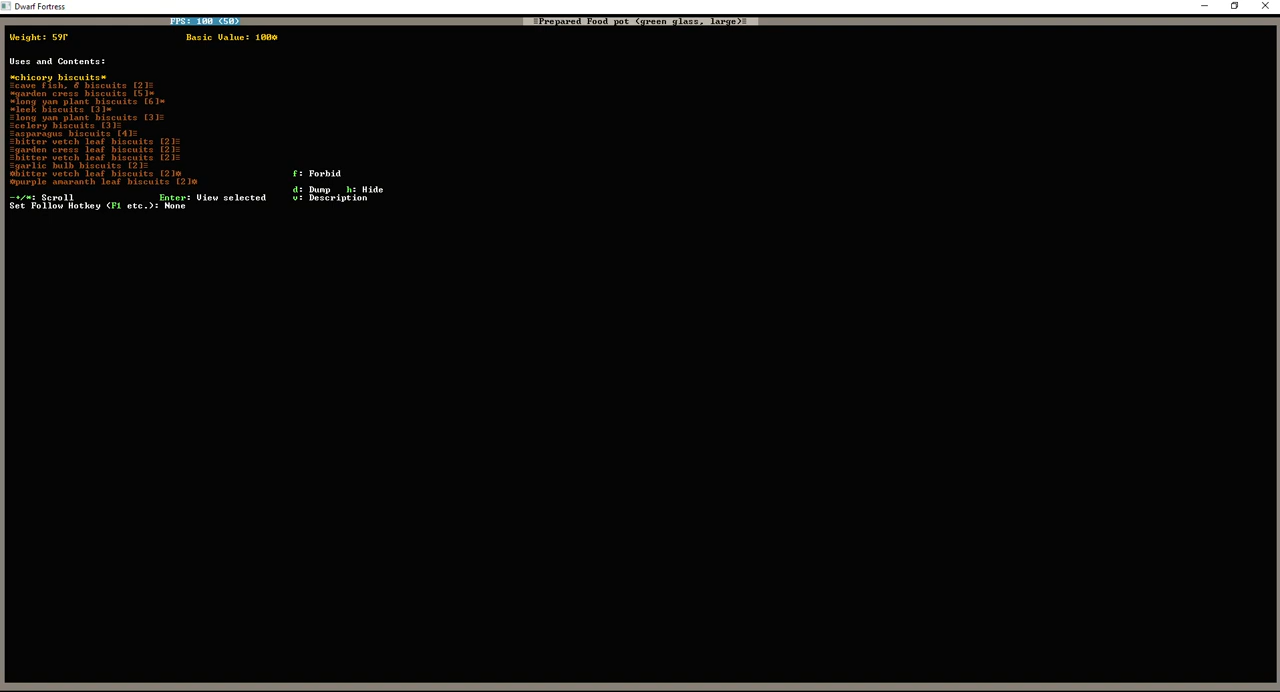 Dwarf Fortress
FPS: 100 (50)
≡Prepared Food pot (green glass, large)≡
Weight: 59Γ
Basic Value: 100☼
Uses and Contents:
*chicory biscuits*
≡cave fish, & biscuits [2]≡
*garden cress biscuits [5]*
*long yam plant biscuits [6]*
*leek biscuits [3]*
≡long yam plant biscuits [3]≡
≡celery biscuits [3]≡
≡asparagus biscuits [4]≡
≡bitter vetch leaf biscuits [2]≡
≡garden cress leaf biscuits [2]≡
≡bitter vetch leaf biscuits [2]≡
≡garlic bulb biscuits [2]≡
☼bitter vetch leaf biscuits [2]☼
f: Forbid
☼purple amaranth leaf biscuits [2]☼
d: Dump h: Hide
-+/*: Scroll
Enter: View selected
v: Description
Set Follow Hotkey (F1 etc.): None